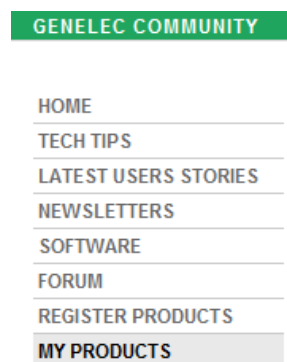 GENELEC COMMUNITY
HOME
TECH TIPS
LATEST USERS STORIES
NEWSLETTERS
SOFTWARE
FORUM
REGISTER PRODUCTS
MY PRODUCTS